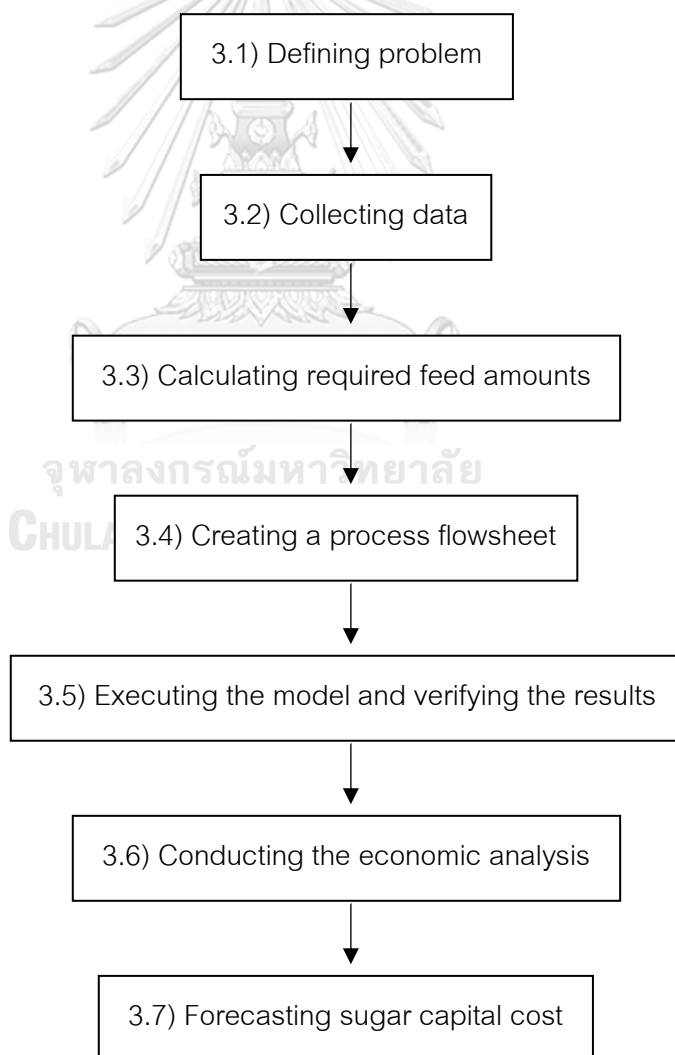 3.1) Defining problem
3.2) Collecting data
3.3) Calculating required feed amounts
จุฬาลงกรณ์มหาวิทยาลัย
CHULA
3.4) Creating a process flowsheet
3.5) Executing the model and verifying the results
3.6) Conducting the economic analysis
3.7) Forecasting sugar capital cost